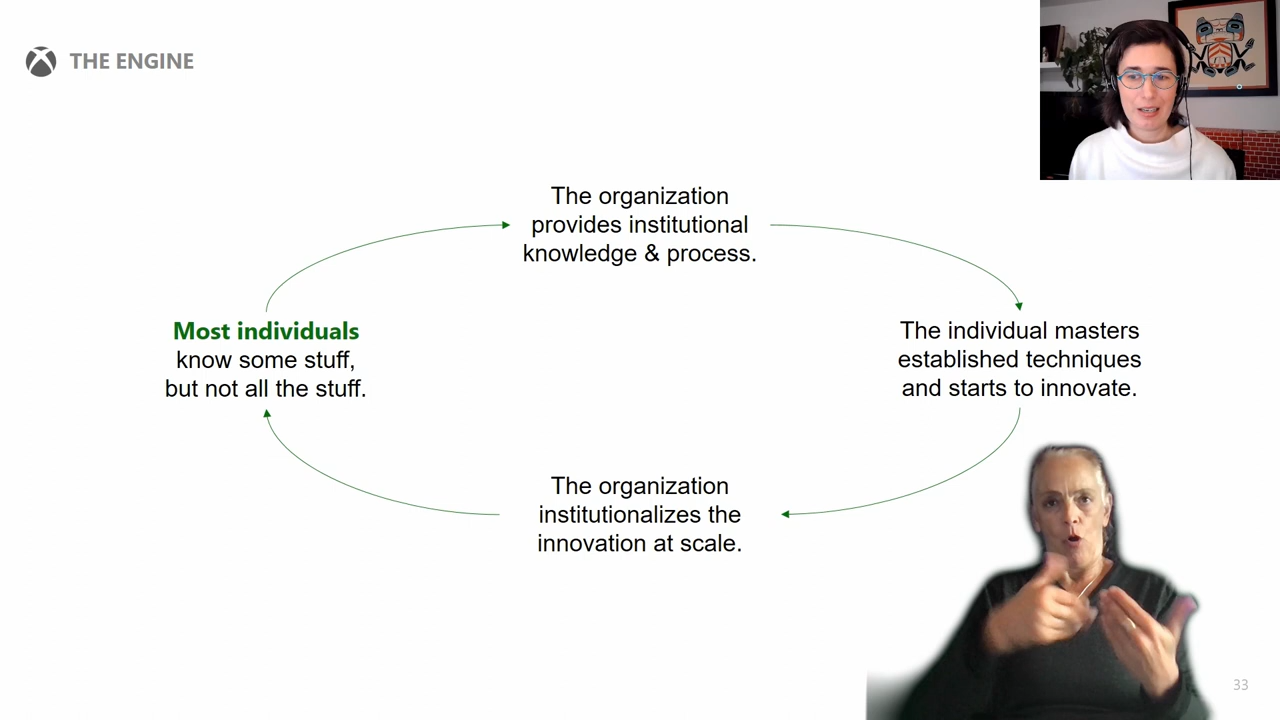 THE ENGINE
The organization
provides institutional
knowledge & process.
Most individuals
know some stuff,
but not all the stuff.
The individual masters
established techniques
and starts to innovate.
The organization
institutionalizes the
innovation at scale.
33